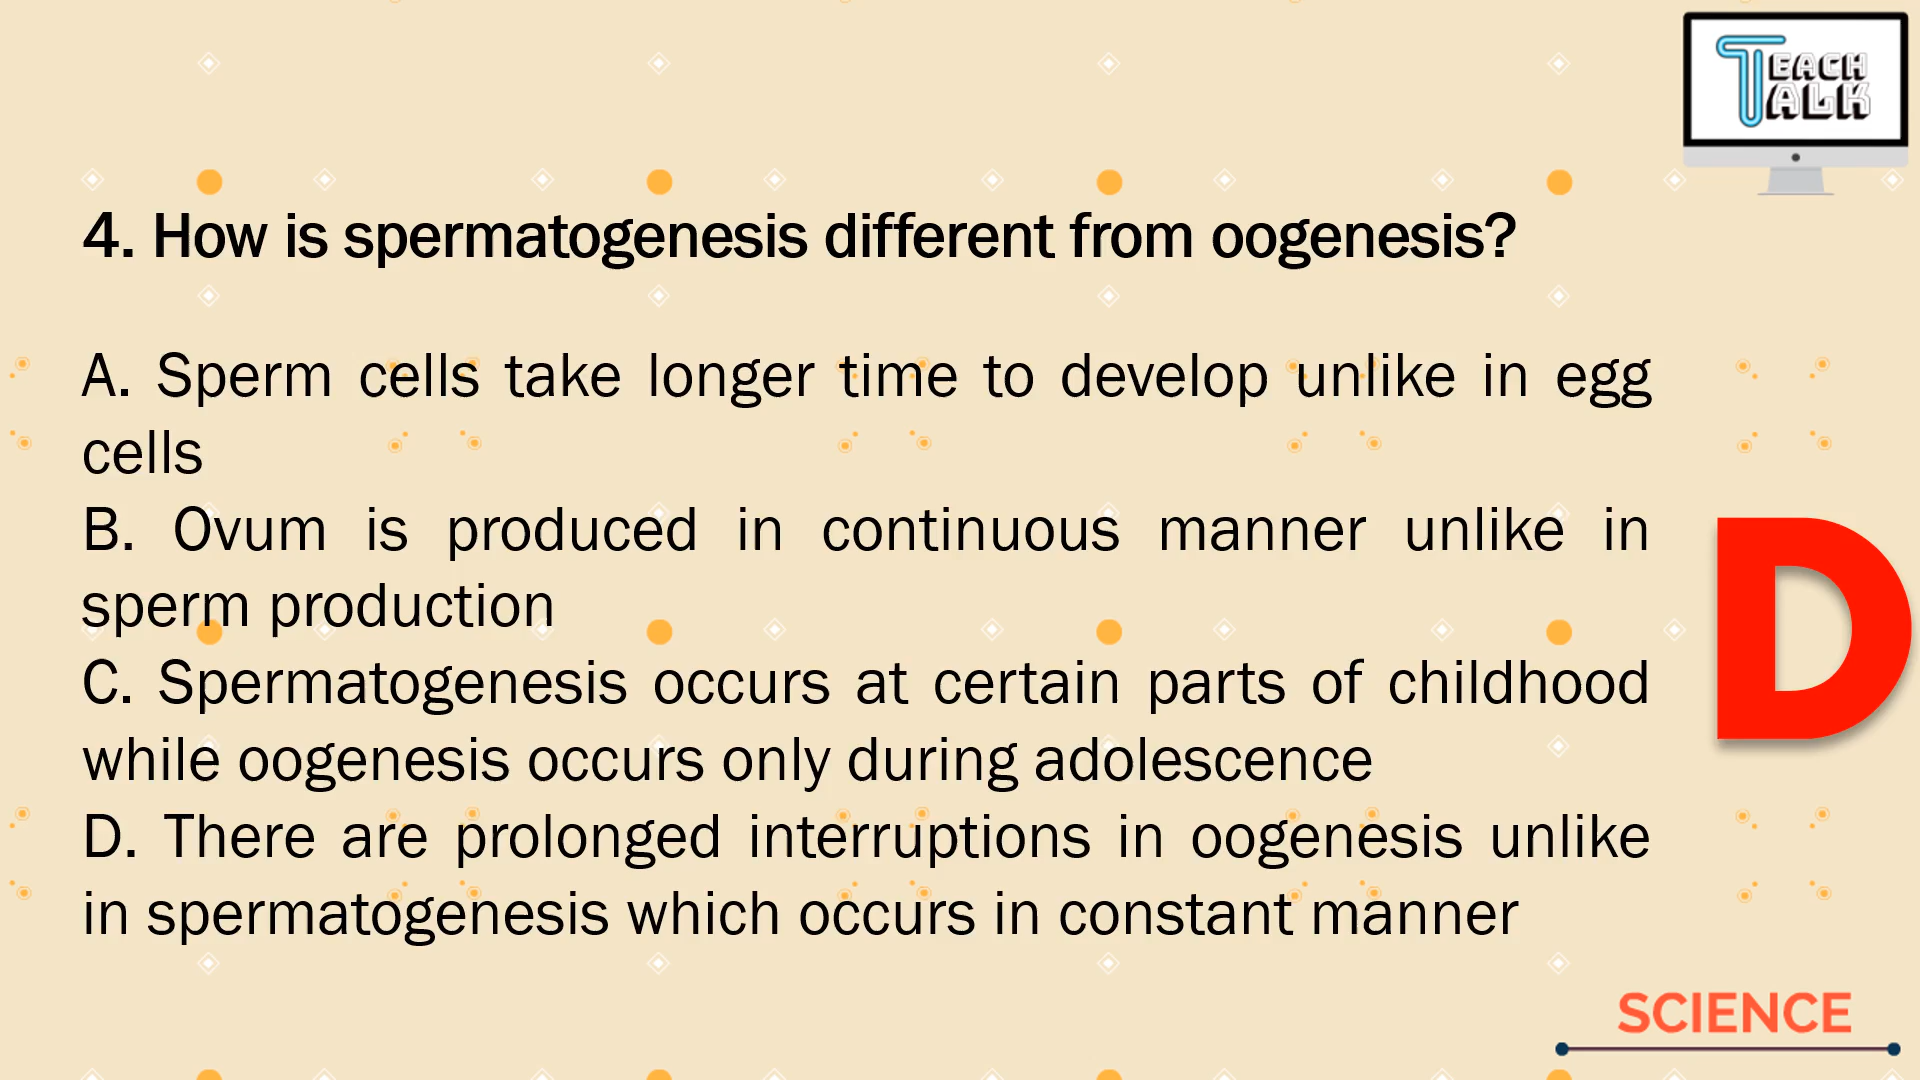 TEACH
TALK
4. How is spermatogenesis different from oogenesis?
A. Sperm cells take longer time to develop unlike in egg
cells
B. Ovum is produced in continuous manner unlike in
sperm production
C. Spermatogenesis occurs at certain parts of childhood
while oogenesis occurs only during adolescence
D. There are prolonged interruptions in oogenesis unlike
in spermatogenesis which occurs in constant manner
D
SCIENCE